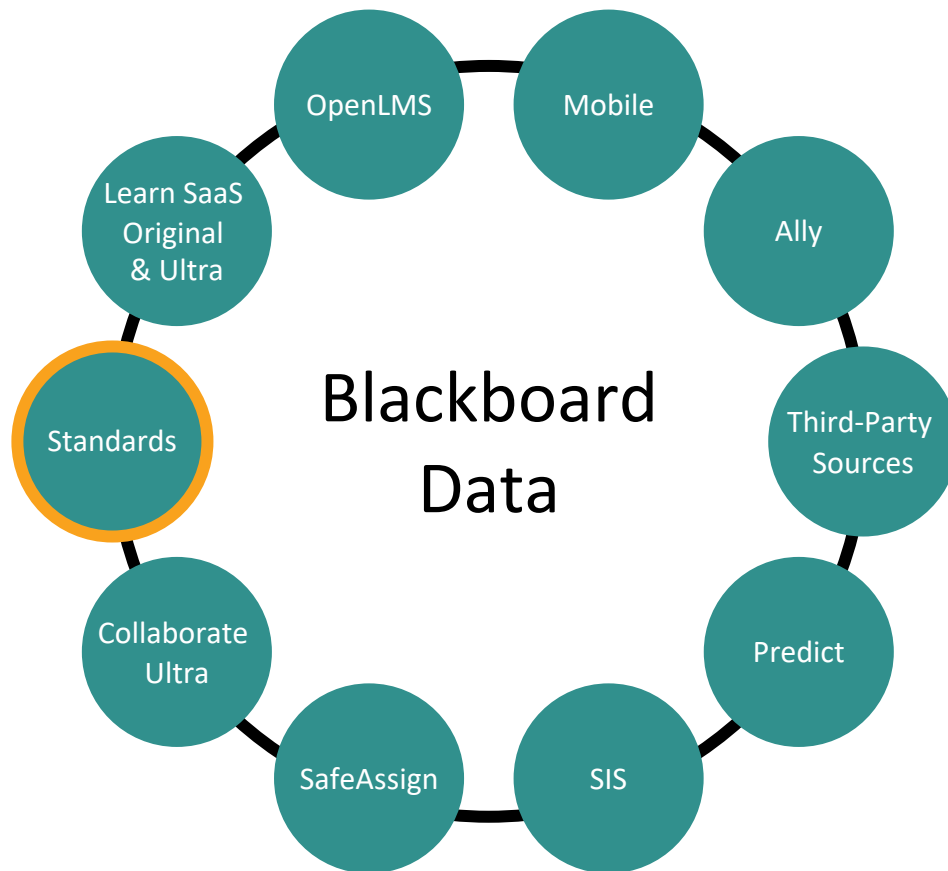 OpenLMS
Mobile
Learn SaaS
Original
& Ultra
Ally
Blackboard
Data
Standards
Third-Party
Sources
Collaborate
Ultra
Predict
SafeAssign
SIS